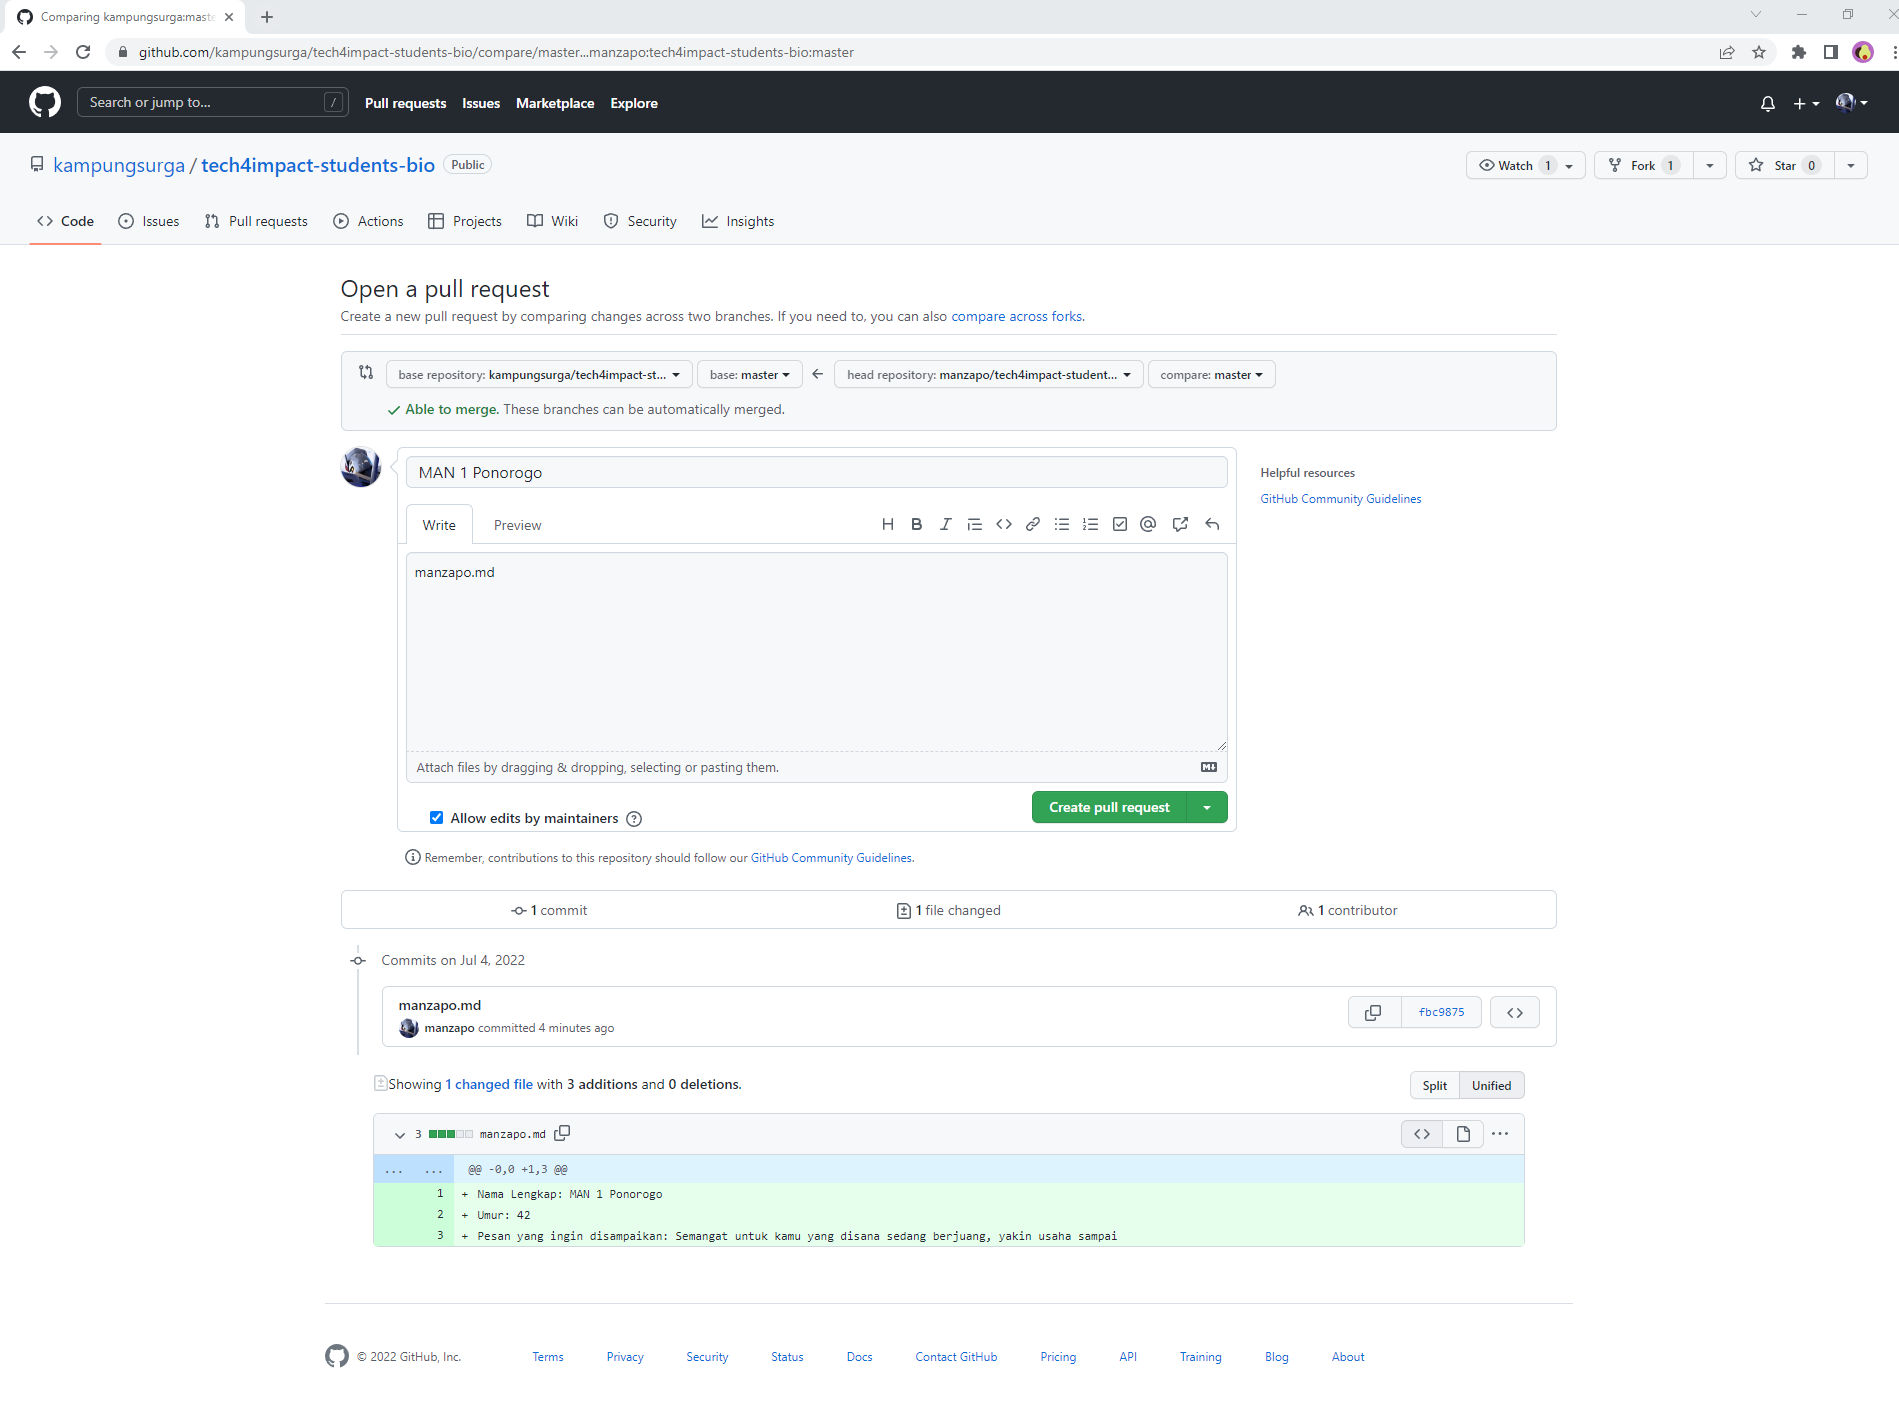 Comparing kampungsurga:maste
github.com/kampungsurga/tech4impact-students-bio/compare/master...manzapo:tech4impact-students-bio:master
Search or jump to... / Pull requests Issues Marketplace Explore
kampungsurga / tech4impact-students-bio Public Watch 1 Fork 1 Star 0
Code Issues Pull requests Actions Projects Wiki Security Insights
Open a pull request
Create a new pull request by comparing changes across two branches. If you need to, you can also compare across forks.
base repository: kampungsurga/tech4impact-st... base: master head repository: manzapo/tech4impact-student... compare: master
Able to merge. These branches can be automatically merged.
MAN 1 Ponorogo
Helpful resources
GitHub Community Guidelines
Write Preview
manzapo.md
Attach files by dragging & dropping, selecting or pasting them.
Allow edits by maintainers
Create pull request
Remember, contributions to this repository should follow our GitHub Community Guidelines.
1 commit 1 file changed 1 contributor
Commits on Jul 4, 2022
manzapo.md
manzapo committed 4 minutes ago
fbc9875
Showing 1 changed file with 3 additions and 0 deletions.
Split Unified
3 manzapo.md
... ... @@ -0,0 +1,3 @@
1 + Nama Lengkap: MAN 1 Ponorogo
2 + Umur: 42
3 + Pesan yang ingin disampaikan: Semangat untuk kamu yang disana sedang berjuang, yakin usaha sampai
© 2022 GitHub, Inc. Terms Privacy Security Status Docs Contact GitHub Pricing API Training Blog About